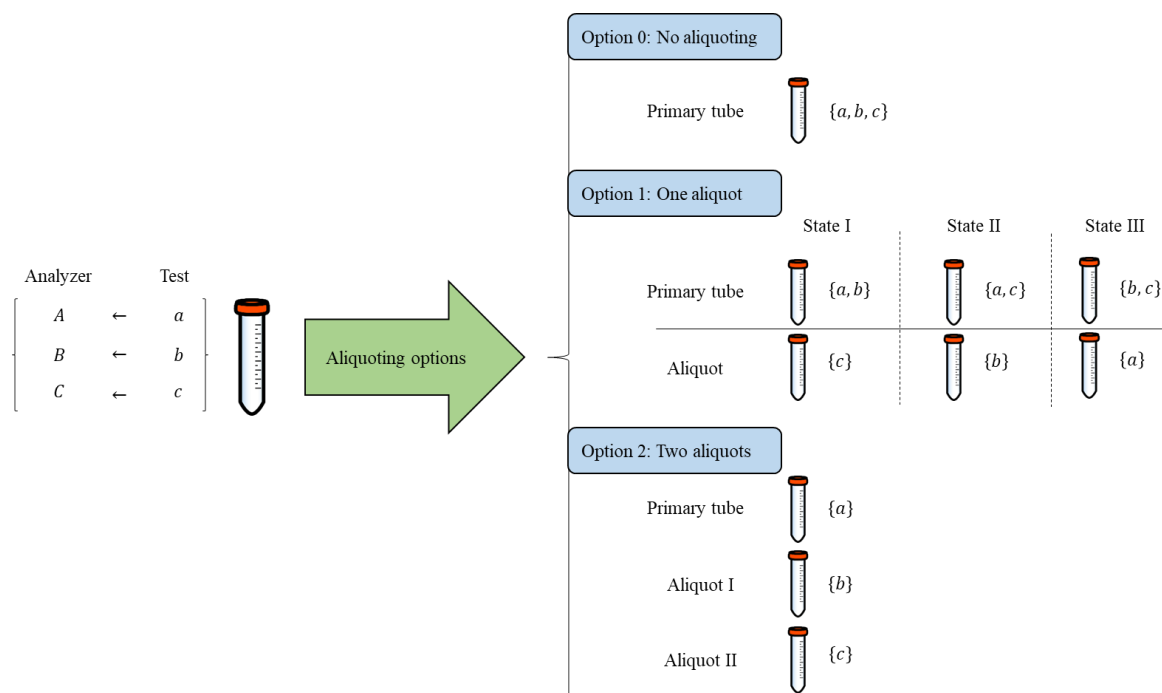 Option 0: No aliquoting
Primary tube {a, b, c}
Option 1: One aliquot
State I State II State III
Primary tube {a, b} {a, c} {b, c}
Aliquot {c} {b} {a}
Analyzer Test
A ← a
B ← b
C ← c
Aliquoting options
Option 2: Two aliquots
Primary tube {a}
Aliquot I {b}
Aliquot II {c}